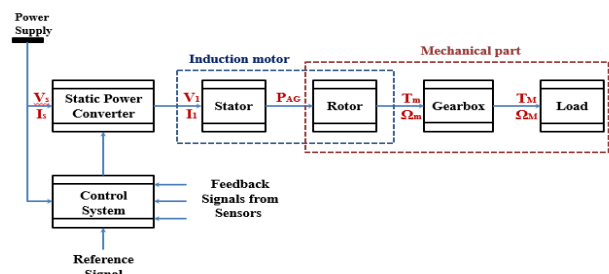 Power
Supply
Induction motor
Mechanical part
Vs
Is
Static Power
Converter
V1
I1
Stator
PAG
Rotor
Tm
Ωm
Gearbox
TM
ΩM
Load
Control
System
Feedback
Signals from
Sensors
Reference
Signal